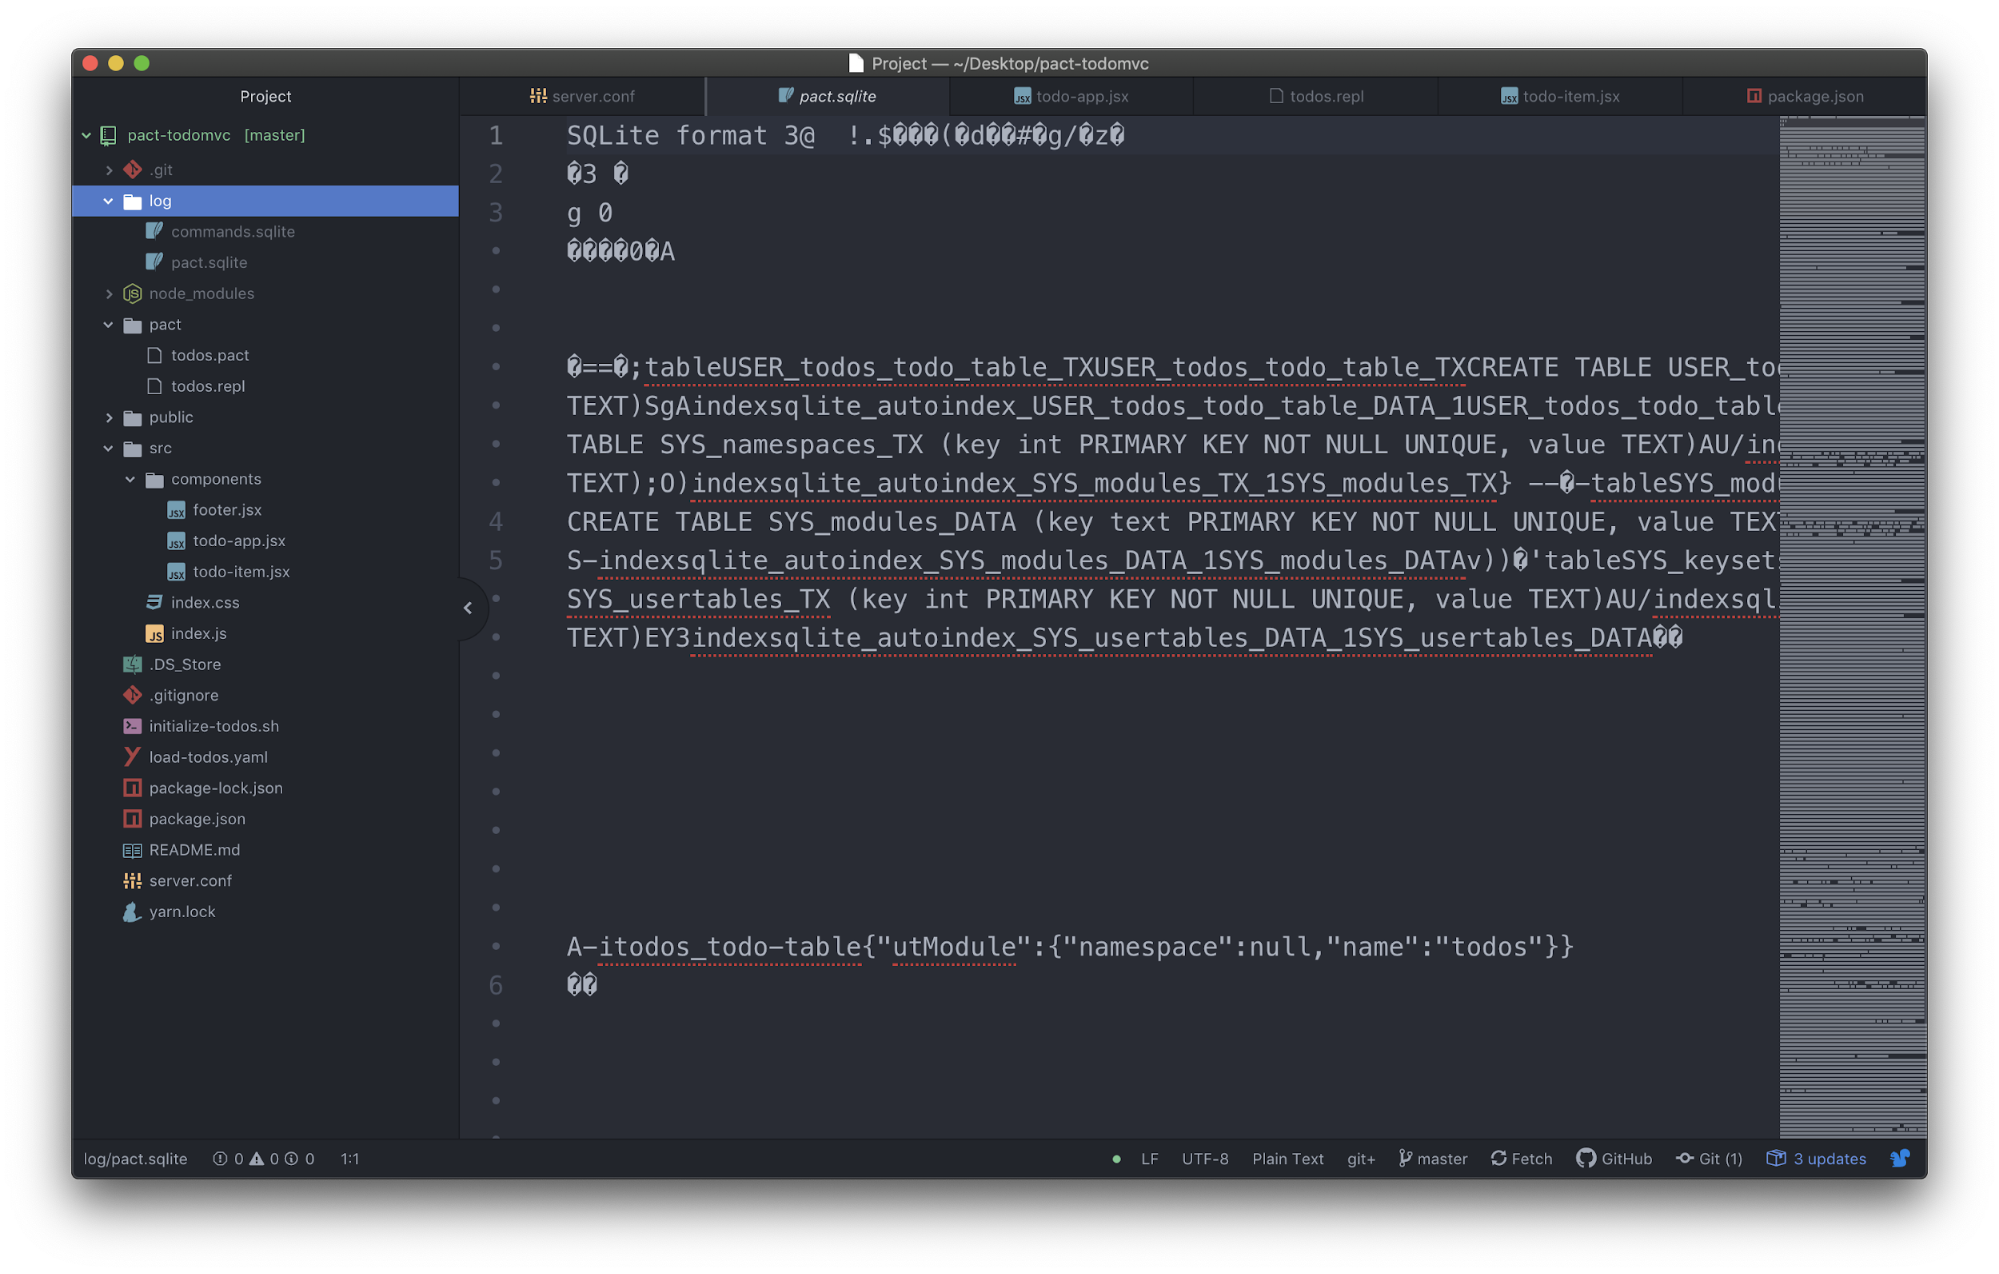 Project — ~/Desktop/pact-todomvc
Project
server.conf
pact.sqlite
todo-app.jsx
todos.repl
todo-item.jsx
package.json
pact-todomvc [master]
.git
log
commands.sqlite
pact.sqlite
node_modules
pact
todos.pact
todos.repl
public
src
components
footer.jsx
todo-app.jsx
todo-item.jsx
index.css
index.js
.DS_Store
.gitignore
initialize-todos.sh
load-todos.yaml
package-lock.json
package.json
README.md
server.conf
yarn.lock
1 SQLite format 3@  !.$���(�d��#�g/�z�
2 �3 �
3 g 0
����0�A
�==�;tableUSER_todos_todo_table_TXUSER_todos_todo_table_TXCREATE TABLE USER_to
TEXT)SgAindexsqlite_autoindex_USER_todos_todo_table_DATA_1USER_todos_todo_tabl
TABLE SYS_namespaces_TX (key int PRIMARY KEY NOT NULL UNIQUE, value TEXT)AU/in
TEXT);O)indexsqlite_autoindex_SYS_modules_TX_1SYS_modules_TX} --�-tableSYS_mod
4 CREATE TABLE SYS_modules_DATA (key text PRIMARY KEY NOT NULL UNIQUE, value TEX
5 S-indexsqlite_autoindex_SYS_modules_DATA_1SYS_modules_DATAv))�'tableSYS_keyset
SYS_usertables_TX (key int PRIMARY KEY NOT NULL UNIQUE, value TEXT)AU/indexsql
TEXT)EY3indexsqlite_autoindex_SYS_usertables_DATA_1SYS_usertables_DATA��
A-itodos_todo-table{"utModule":{"namespace":null,"name":"todos"}}
6 ��
log/pact.sqlite 0 0 0 1:1 LF UTF-8 Plain Text git+ master Fetch GitHub Git (1) 3 updates